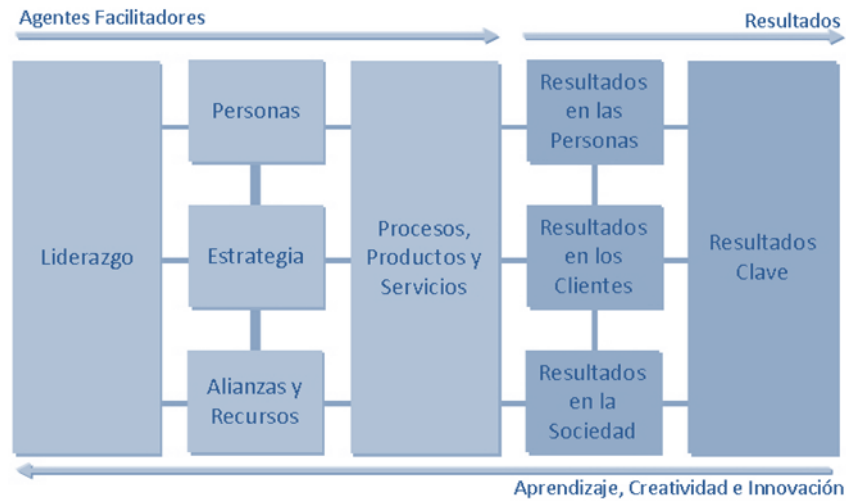 Agentes Facilitadores
Resultados
Liderazgo
Personas
Estrategia
Alianzas y
Recursos
Procesos,
Productos y
Servicios
Resultados
en las
Personas
Resultados
en los
Clientes
Resultados
en la
Sociedad
Resultados
Clave
Aprendizaje, Creatividad e Innovación